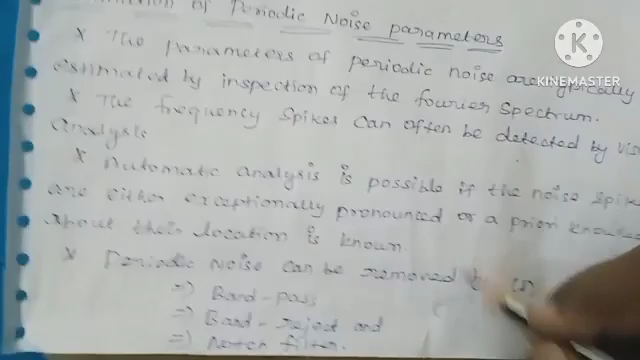 of Periodic Noise parameters
x The parameters of periodic noise are typically
estimated by inspection of the fourier spectrum.
x The frequency spikes can often be detected by
Analysis
x Automatic analysis is possible if the noise
are either exceptionally pronounced or a priori
about their location is known.
x Periodic Noise can be removed
=) Band-pass
=) Band-reject and
=) Notch filter.
KINEMASTER